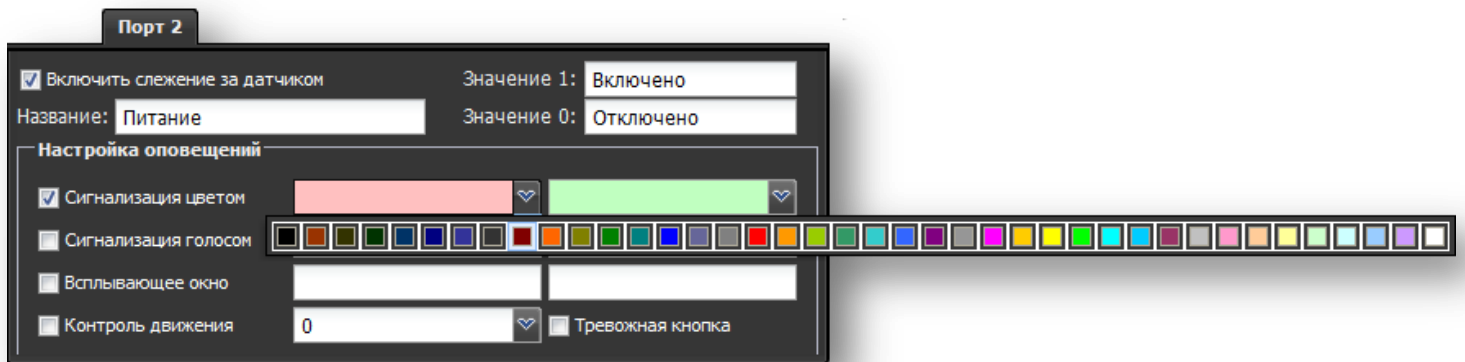 Порт 2
Включить слежение за датчиком Значение 1: Включено
Название: Питание Значение 0: Отключено
Настройка оповещений
Сигнализация цветом
Сигнализация голосом
Всплывающее окно
Контроль движения 0 Тревожная кнопка